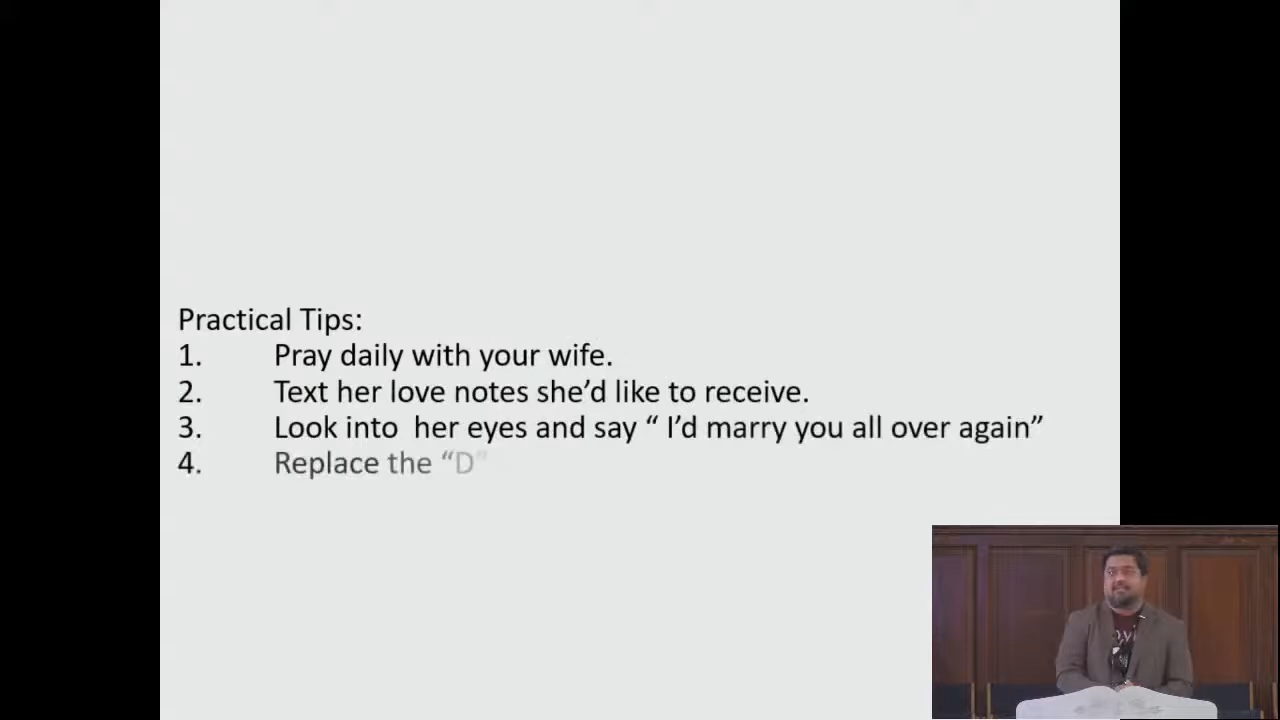 Practical Tips:
1. Pray daily with your wife.
2. Text her love notes she’d like to receive.
3. Look into  her eyes and say “ I’d marry you all over again”
4. Replace the “D”